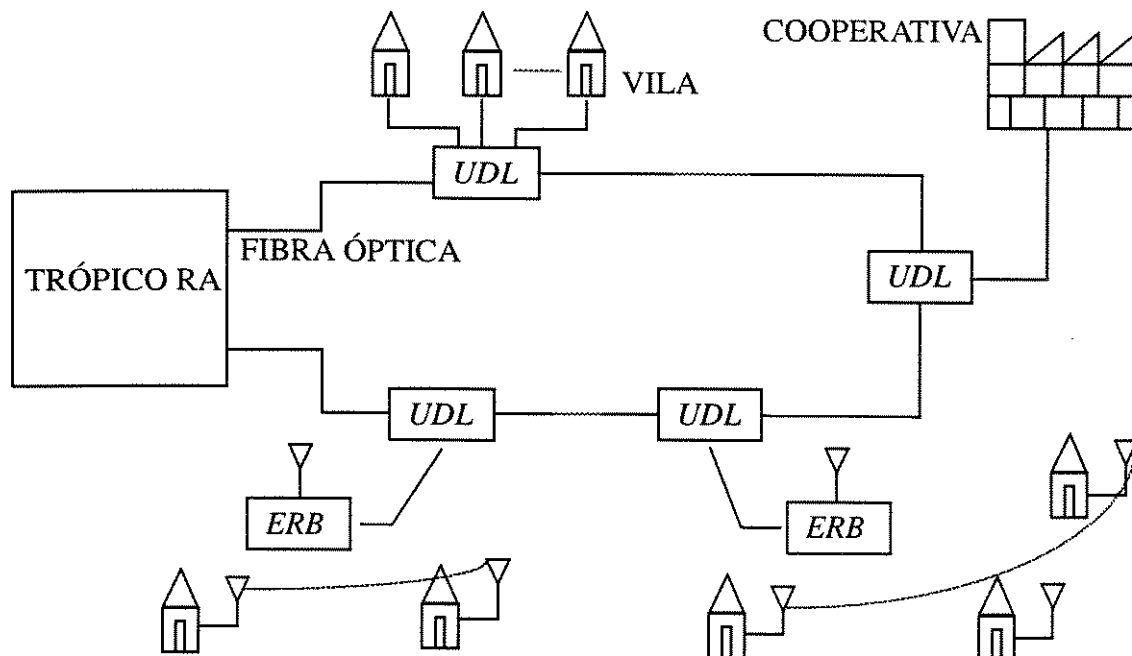 COOPERATIVA
VILA
UDL
FIBRA ÓPTICA
TRÓPICO RA
UDL
UDL
UDL
ERB
ERB